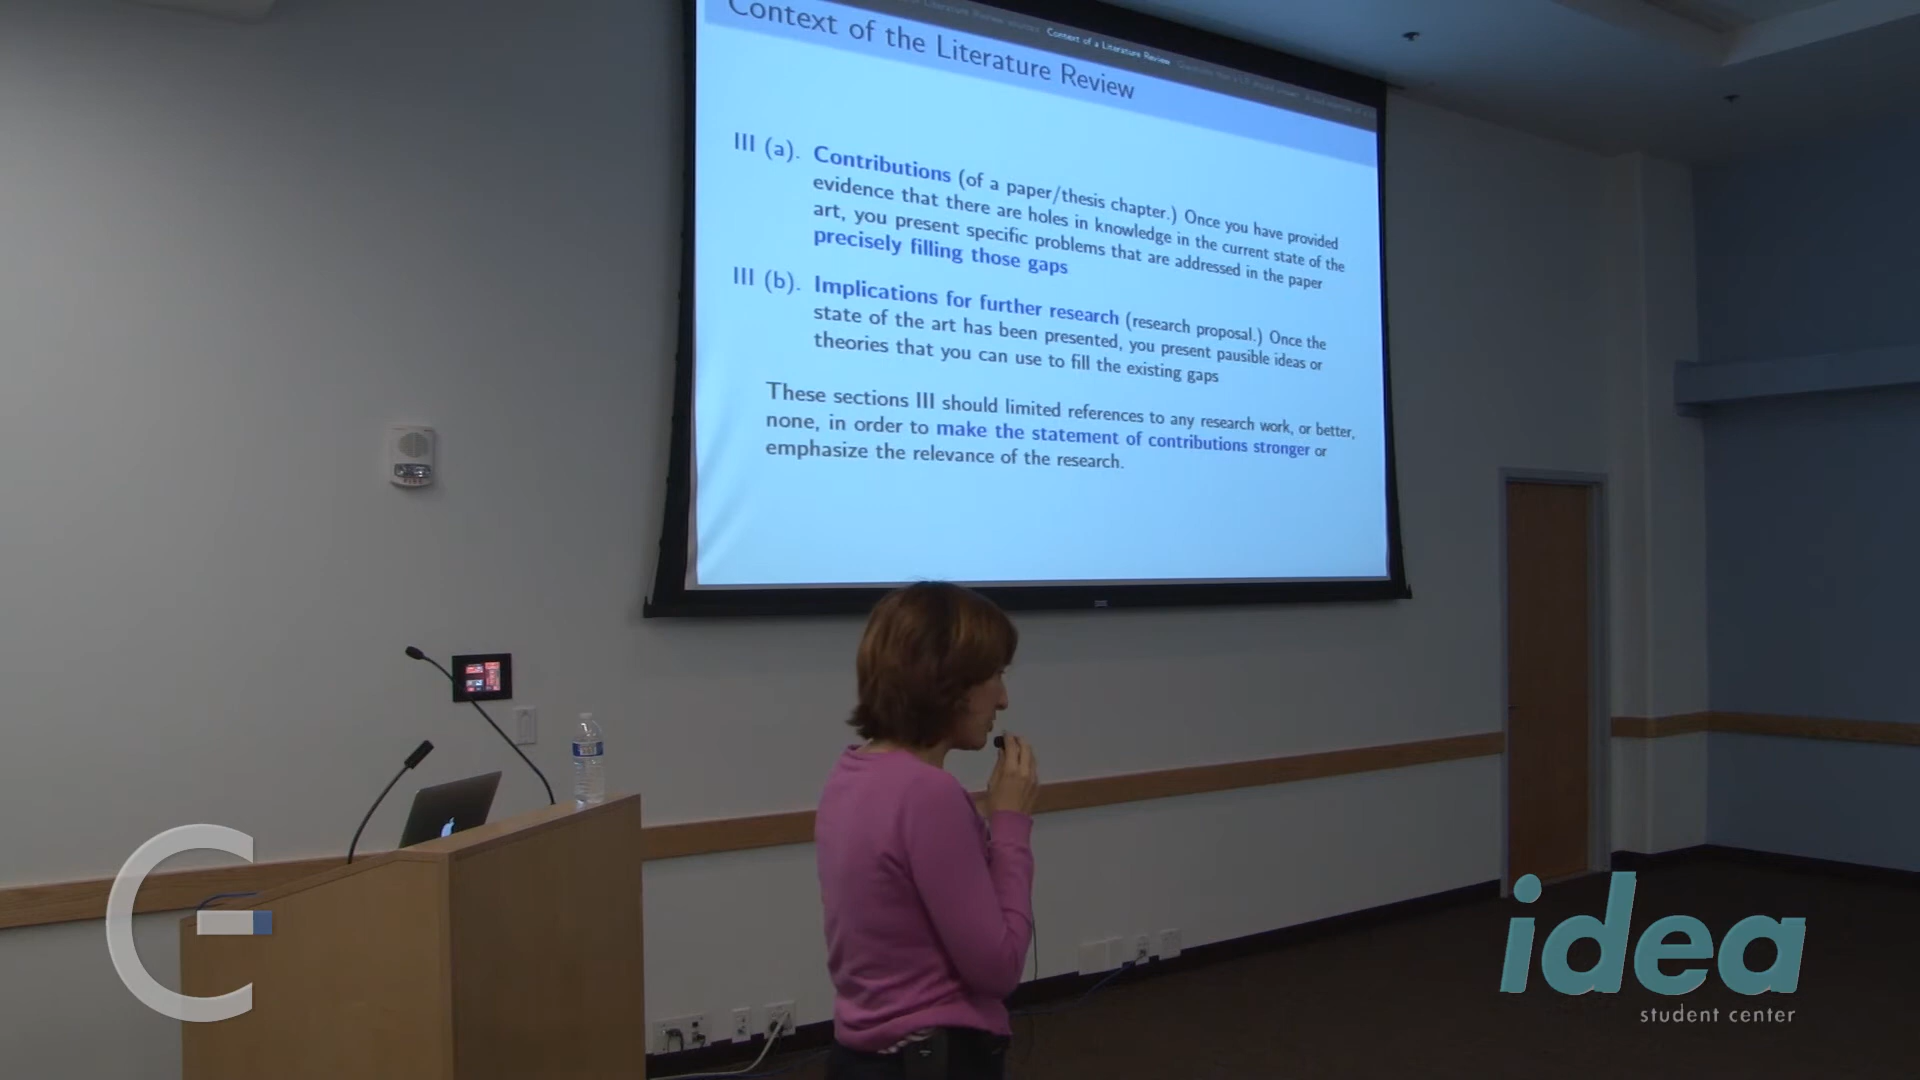 Context of a Literature Review
Context of the Literature Review
III (a). Contributions (of a paper/thesis chapter.) Once you have provided
evidence that there are holes in knowledge in the current state of the
art, you present specific problems that are addressed in the paper
precisely filling those gaps
III (b). Implications for further research (research proposal.) Once the
state of the art has been presented, you present pausible ideas or
theories that you can use to fill the existing gaps
These sections III should limited references to any research work, or better,
none, in order to make the statement of contributions stronger or
emphasize the relevance of the research.
FIRE
idea
student center